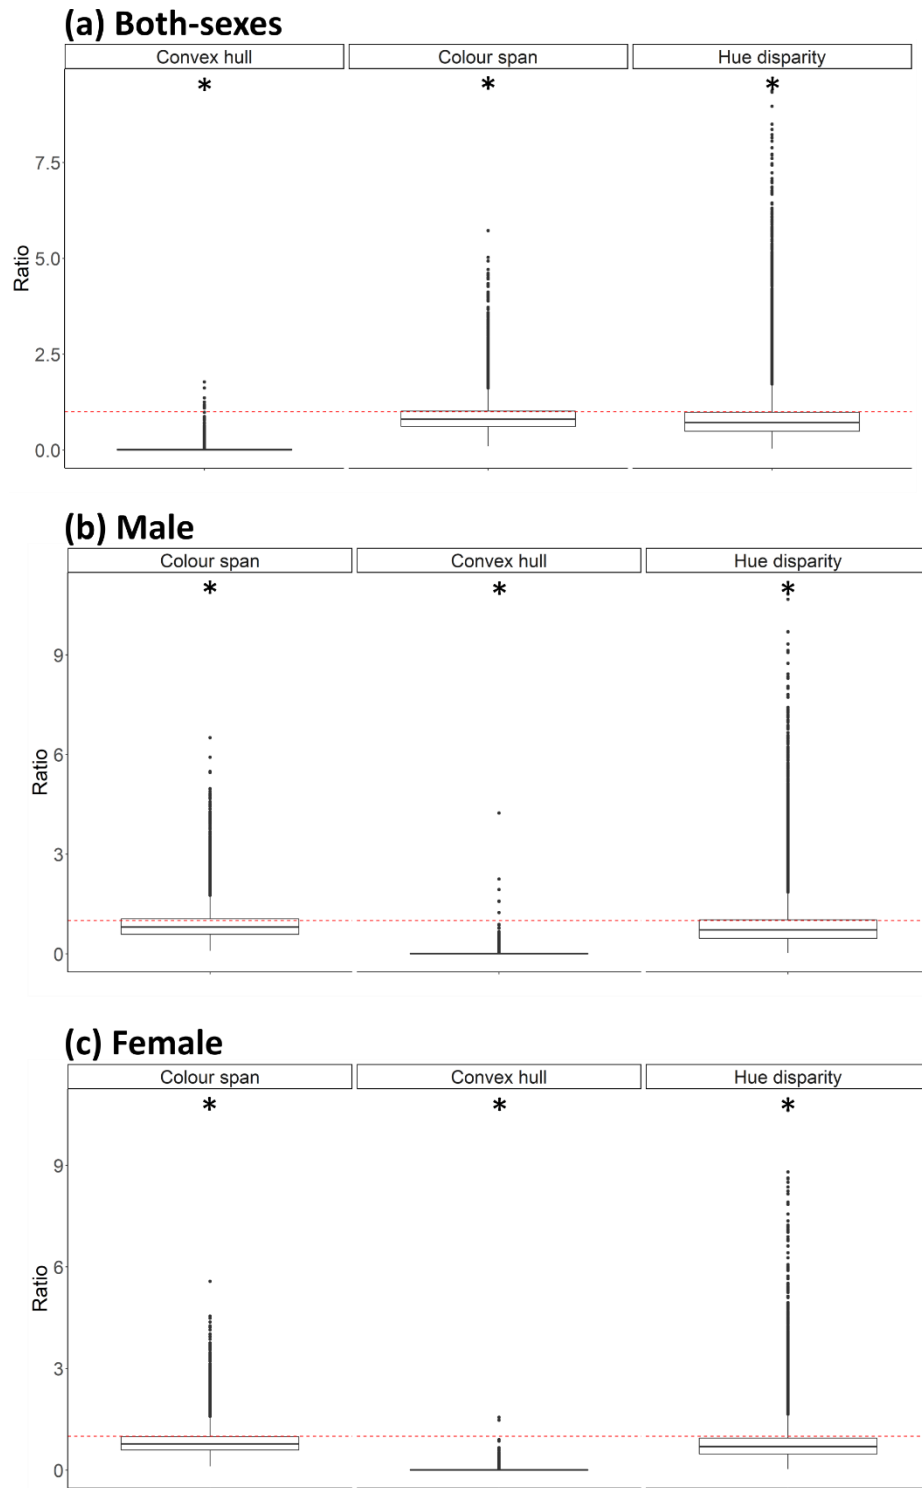 (a) Both-sexes
Convex hull Colour span Hue disparity
* * *
7.5
5.0
2.5
0.0
Ratio
(b) Male
Colour span Convex hull Hue disparity
* * *
9
6
3
0
Ratio
(c) Female
Colour span Convex hull Hue disparity
* * *
9
6
3
0
Ratio